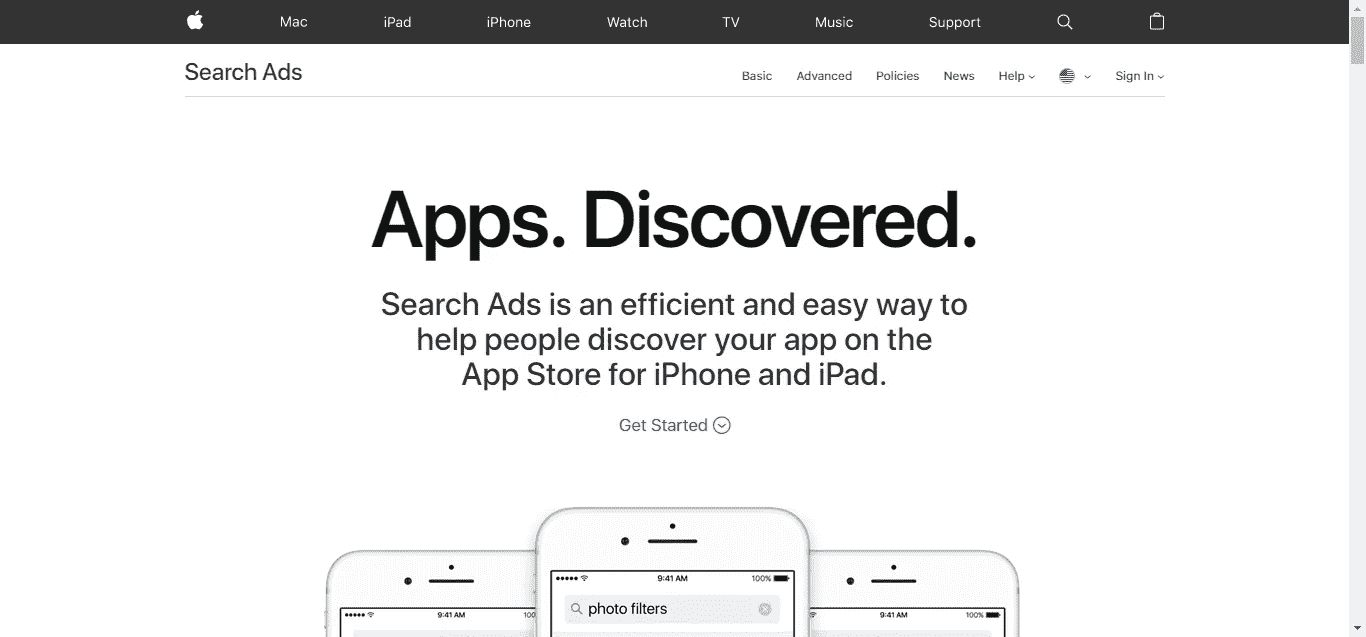 Mac iPad iPhone Watch TV Music Support
Search Ads
Basic Advanced Policies News Help Sign In
Apps. Discovered.
Search Ads is an efficient and easy way to
help people discover your app on the
App Store for iPhone and iPad.
Get Started
9:41 AM 100%
photo filters
9:41 AM 100
9:41 AM 100%